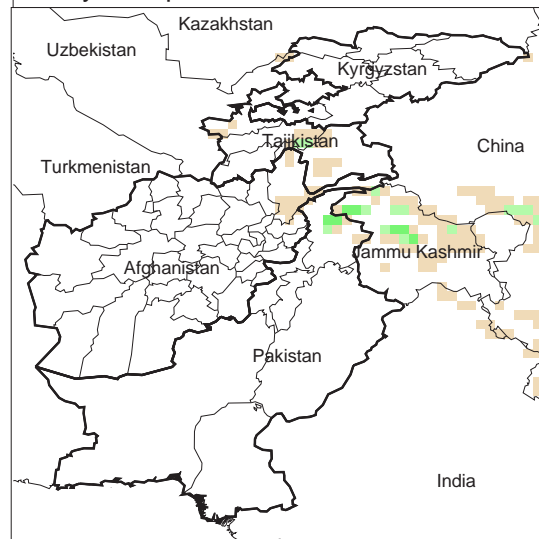 Kazakhstan
Uzbekistan
Kyrgyzstan
Tajikistan
China
Turkmenistan
Jammu Kashmir
Afghanistan
Pakistan
India